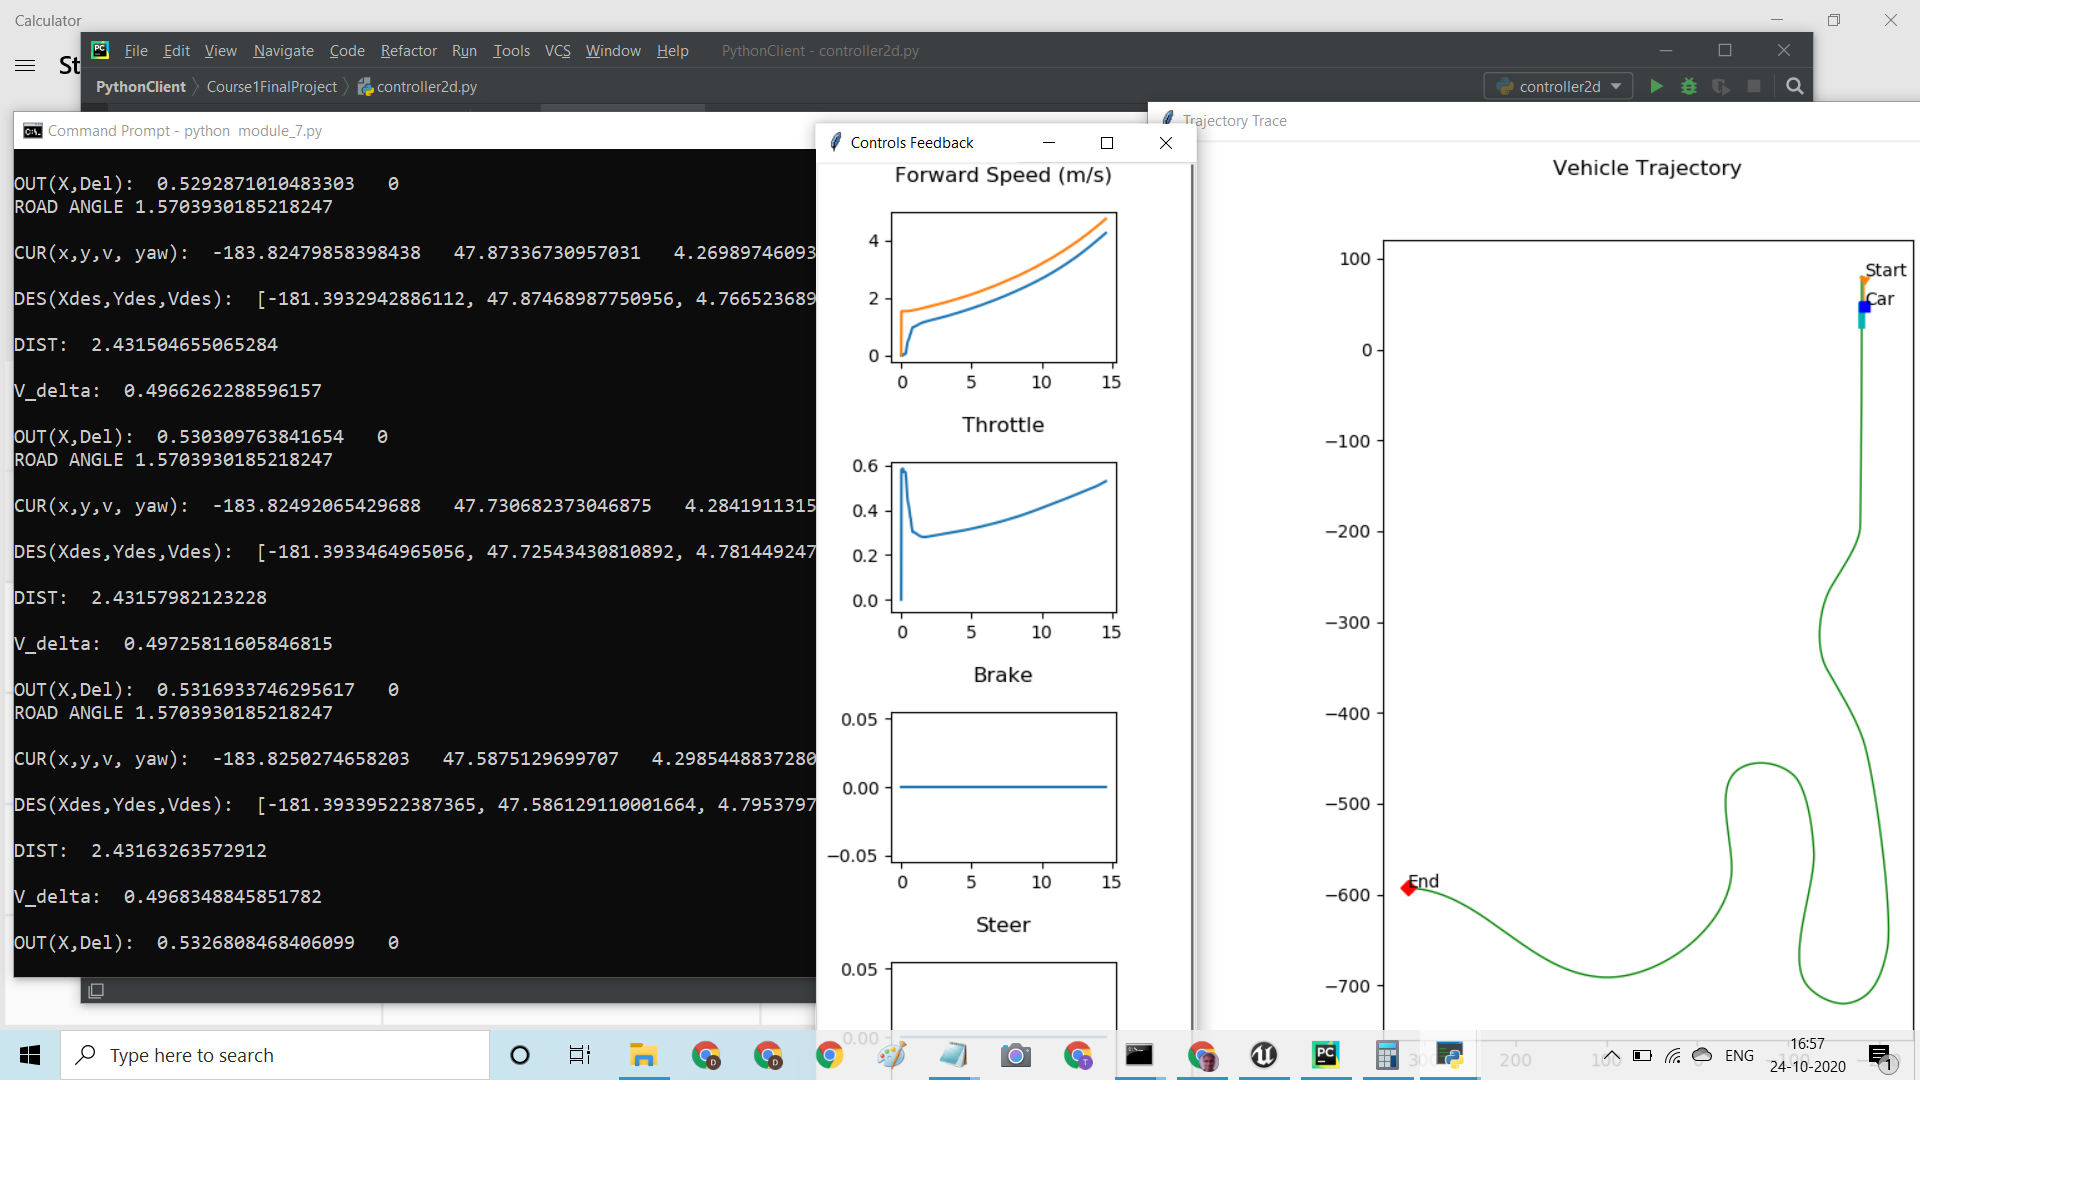 Calculator
St
File Edit View Navigate Code Refactor Run Tools VCS Window Help PythonClient - controller2d.py
PythonClient Course1FinalProject controller2d.py controller2d
Command Prompt - python  module_7.py
OUT(X,Del):  0.5292871010483303   0
ROAD ANGLE 1.5703930185218247
CUR(x,y,v, yaw):  -183.82479858398438   47.87336730957031   4.26989746093
DES(Xdes,Ydes,Vdes):  [-181.3932942886112, 47.87468987750956, 4.766523689
DIST:  2.431504655065284
V_delta:  0.4966262288596157
OUT(X,Del):  0.530309763841654   0
ROAD ANGLE 1.5703930185218247
CUR(x,y,v, yaw):  -183.82492065429688   47.730682373046875   4.2841911315
DES(Xdes,Ydes,Vdes):  [-181.3933464965056, 47.72543430810892, 4.781449247
DIST:  2.43157982123228
V_delta:  0.49725811605846815
OUT(X,Del):  0.5316933746295617   0
ROAD ANGLE 1.5703930185218247
CUR(x,y,v, yaw):  -183.8250274658203   47.5875129699707   4.2985448837280
DES(Xdes,Ydes,Vdes):  [-181.39339522387365, 47.586129110001664, 4.7953797
DIST:  2.43163263572912
V_delta:  0.4968348845851782
OUT(X,Del):  0.5326808468406099   0
Controls Feedback
Forward Speed (m/s)
4
2
0
0 5 10 15
Throttle
0.6
0.4
0.2
0.0
0 5 10 15
Brake
0.05
0.00
−0.05
0 5 10 15
Steer
0.05
0.00
Trajectory Trace
Vehicle Trajectory
100
0
−100
−200
−300
−400
−500
−600
−700
Start
Car
End
200 100
Type here to search
ENG
16:57
24-10-2020
1